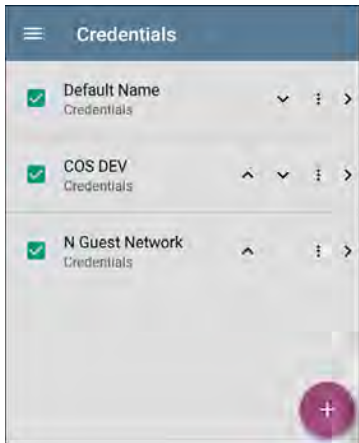 Credentials
Default Name
Credentials
COS DEV
Credentials
N Guest Network
Credentials